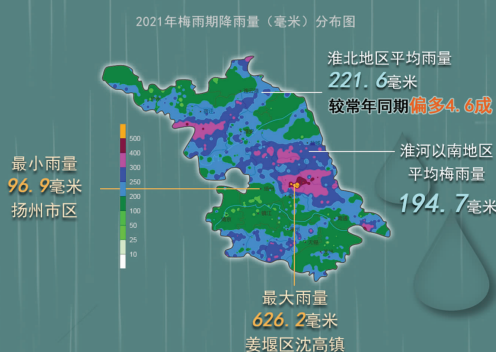 2021年梅雨期降雨量（毫米）分布图
淮北地区平均雨量
221.6毫米
较常年同期偏多4.6成
淮河以南地区
平均梅雨量
194.7毫米
最小雨量
96.9毫米
扬州市区
500
400
300
250
200
100
50
25
10
最大雨量
626.2毫米
姜堰区沈高镇